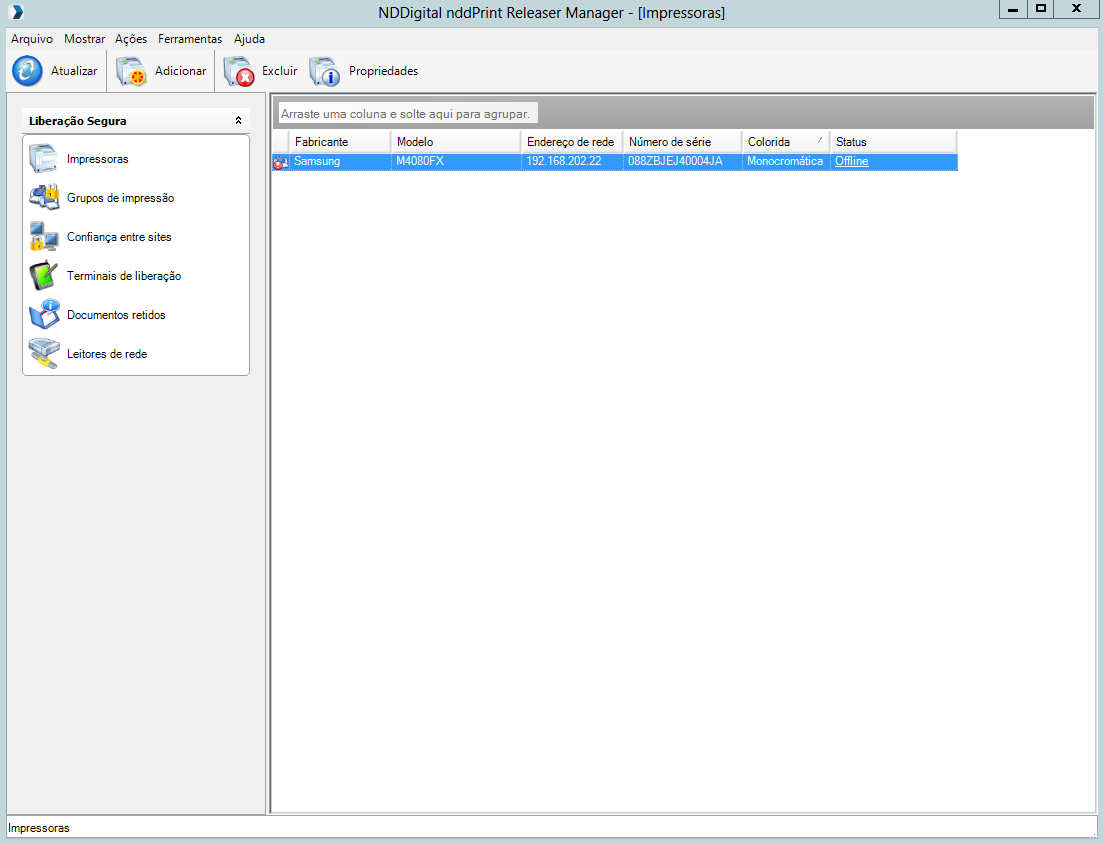 NDDigital nddPrint Releaser Manager - [Impressoras]
Arquivo Mostrar Ações Ferramentas Ajuda
Atualizar Adicionar Excluir Propriedades
Liberação Segura
Impressoras
Grupos de impressão
Confiança entre sites
Terminais de liberação
Documentos retidos
Leitores de rede
Arraste uma coluna e solte aqui para agrupar.
Fabricante Modelo Endereço de rede Número de série Colorida Status
Samsung M4080FX 192.168.202.22 088ZBJEJ40004JA Monocromática Offline
Impressoras